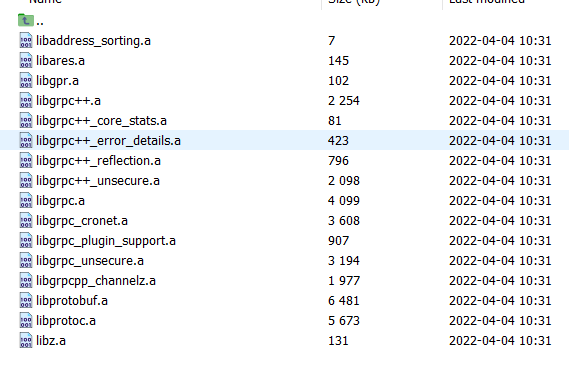 Name Size (KB) Last modified
..
libaddress_sorting.a 7 2022-04-04 10:31
libares.a 145 2022-04-04 10:31
libgpr.a 102 2022-04-04 10:31
libgrpc++.a 2 254 2022-04-04 10:31
libgrpc++_core_stats.a 81 2022-04-04 10:31
libgrpc++_error_details.a 423 2022-04-04 10:31
libgrpc++_reflection.a 796 2022-04-04 10:31
libgrpc++_unsecure.a 2 098 2022-04-04 10:31
libgrpc.a 4 099 2022-04-04 10:31
libgrpc_cronet.a 3 608 2022-04-04 10:31
libgrpc_plugin_support.a 907 2022-04-04 10:31
libgrpc_unsecure.a 3 194 2022-04-04 10:31
libgrpcpp_channelz.a 1 977 2022-04-04 10:31
libprotobuf.a 6 481 2022-04-04 10:31
libprotoc.a 5 673 2022-04-04 10:31
libz.a 131 2022-04-04 10:31